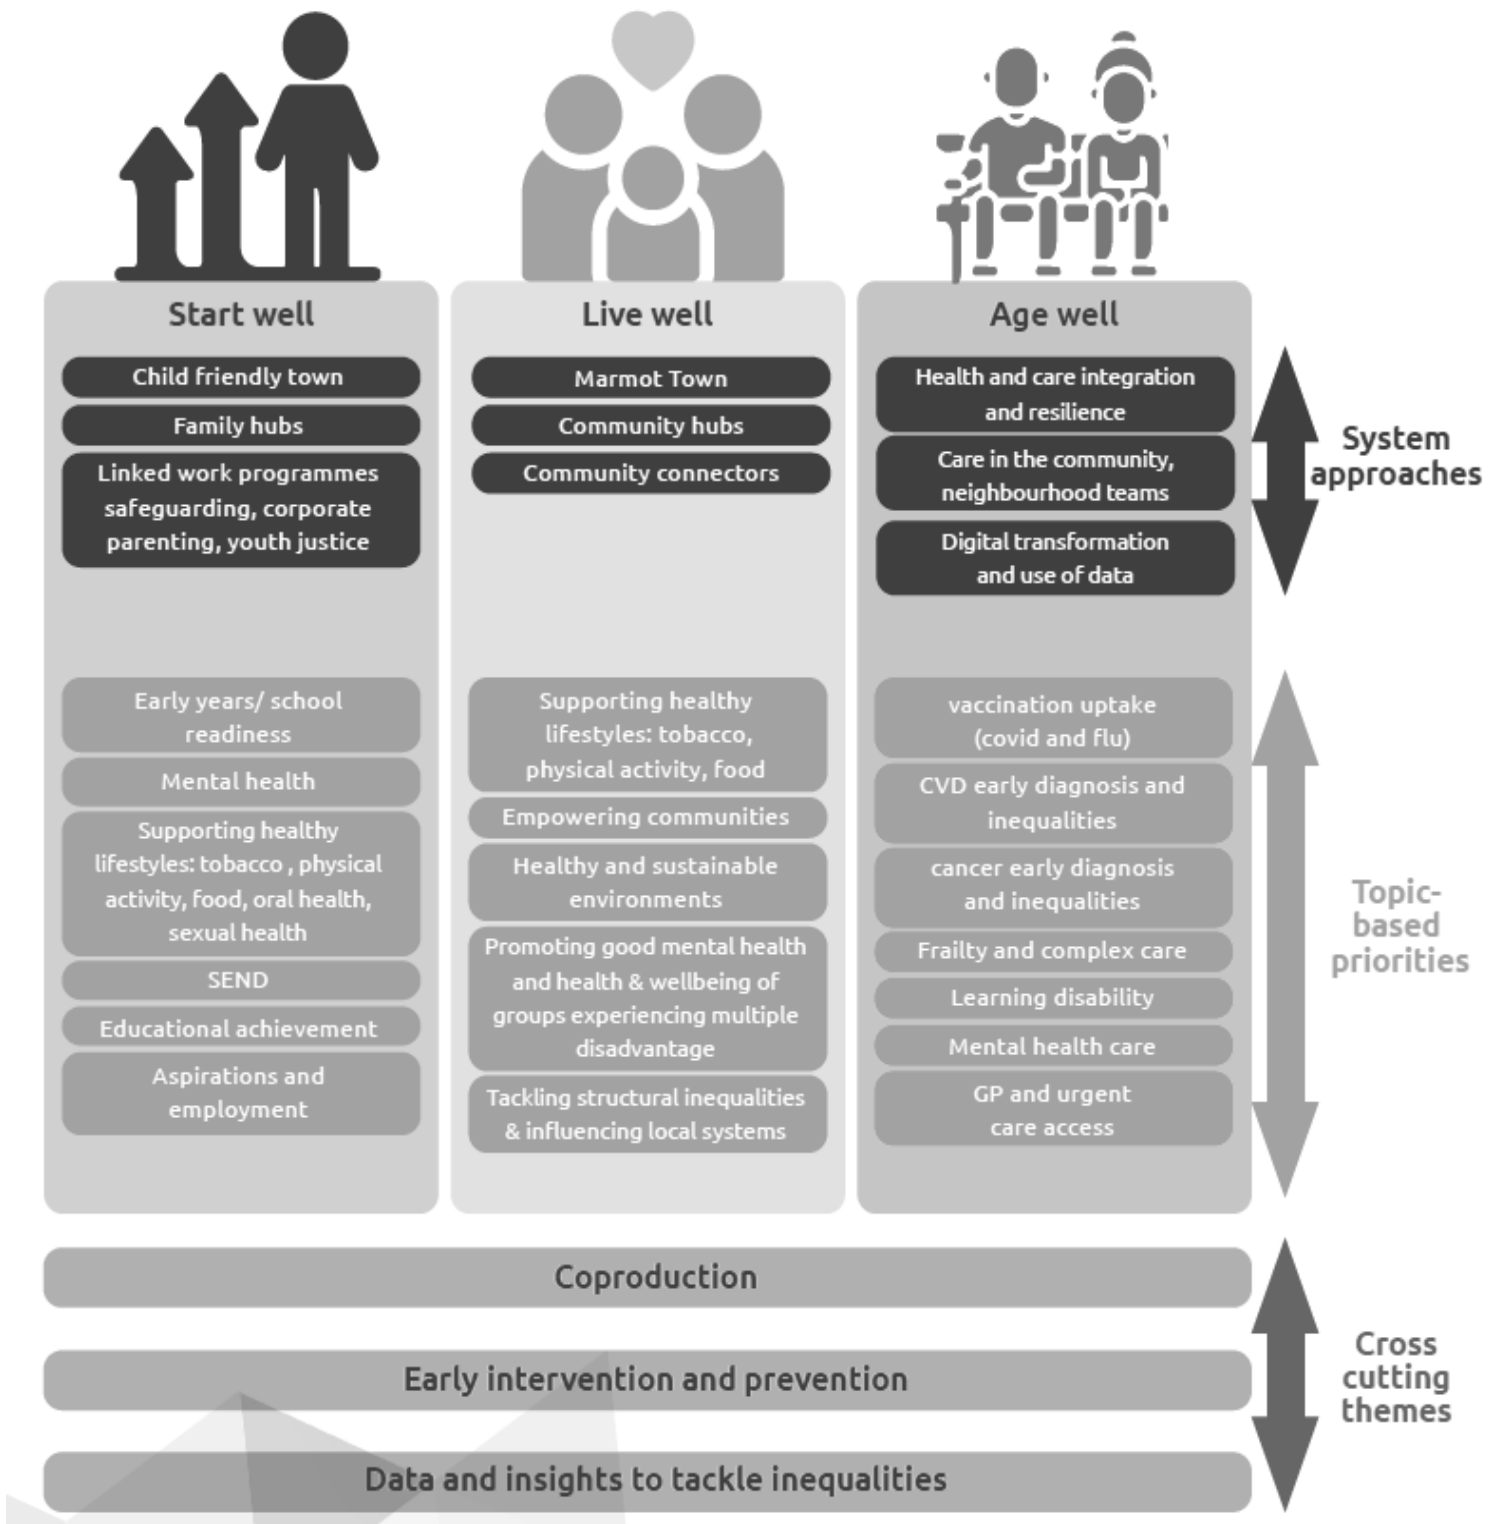 Start well
Child friendly town
Family hubs
Linked work programmes
safeguarding, corporate
parenting, youth justice
Early years/ school
readiness
Mental health
Supporting healthy
lifestyles: tobacco , physical
activity, food, oral health,
sexual health
SEND
Educational achievement
Aspirations and
employment
Live well
Marmot Town
Community hubs
Community connectors
Supporting healthy
lifestyles: tobacco,
physical activity, food
Empowering communities
Healthy and sustainable
environments
Promoting good mental health
and health & wellbeing of
groups experiencing multiple
disadvantage
Tackling structural inequalities
& influencing local systems
Age well
Health and care integration
and resilience
Care in the community,
neighbourhood teams
Digital transformation
and use of data
vaccination uptake
(covid and flu)
CVD early diagnosis and
inequalities
cancer early diagnosis
and inequalities
Frailty and complex care
Learning disability
Mental health care
GP and urgent
care access
System
approaches
Topic-
based
priorities
Coproduction
Early intervention and prevention
Data and insights to tackle inequalities
Cross
cutting
themes